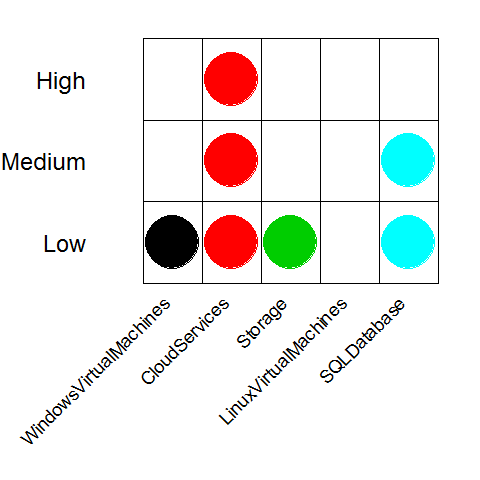 High
Medium
Low
WindowsVirtualMachines
CloudServices
Storage
LinuxVirtualMachines
SQLDatabase